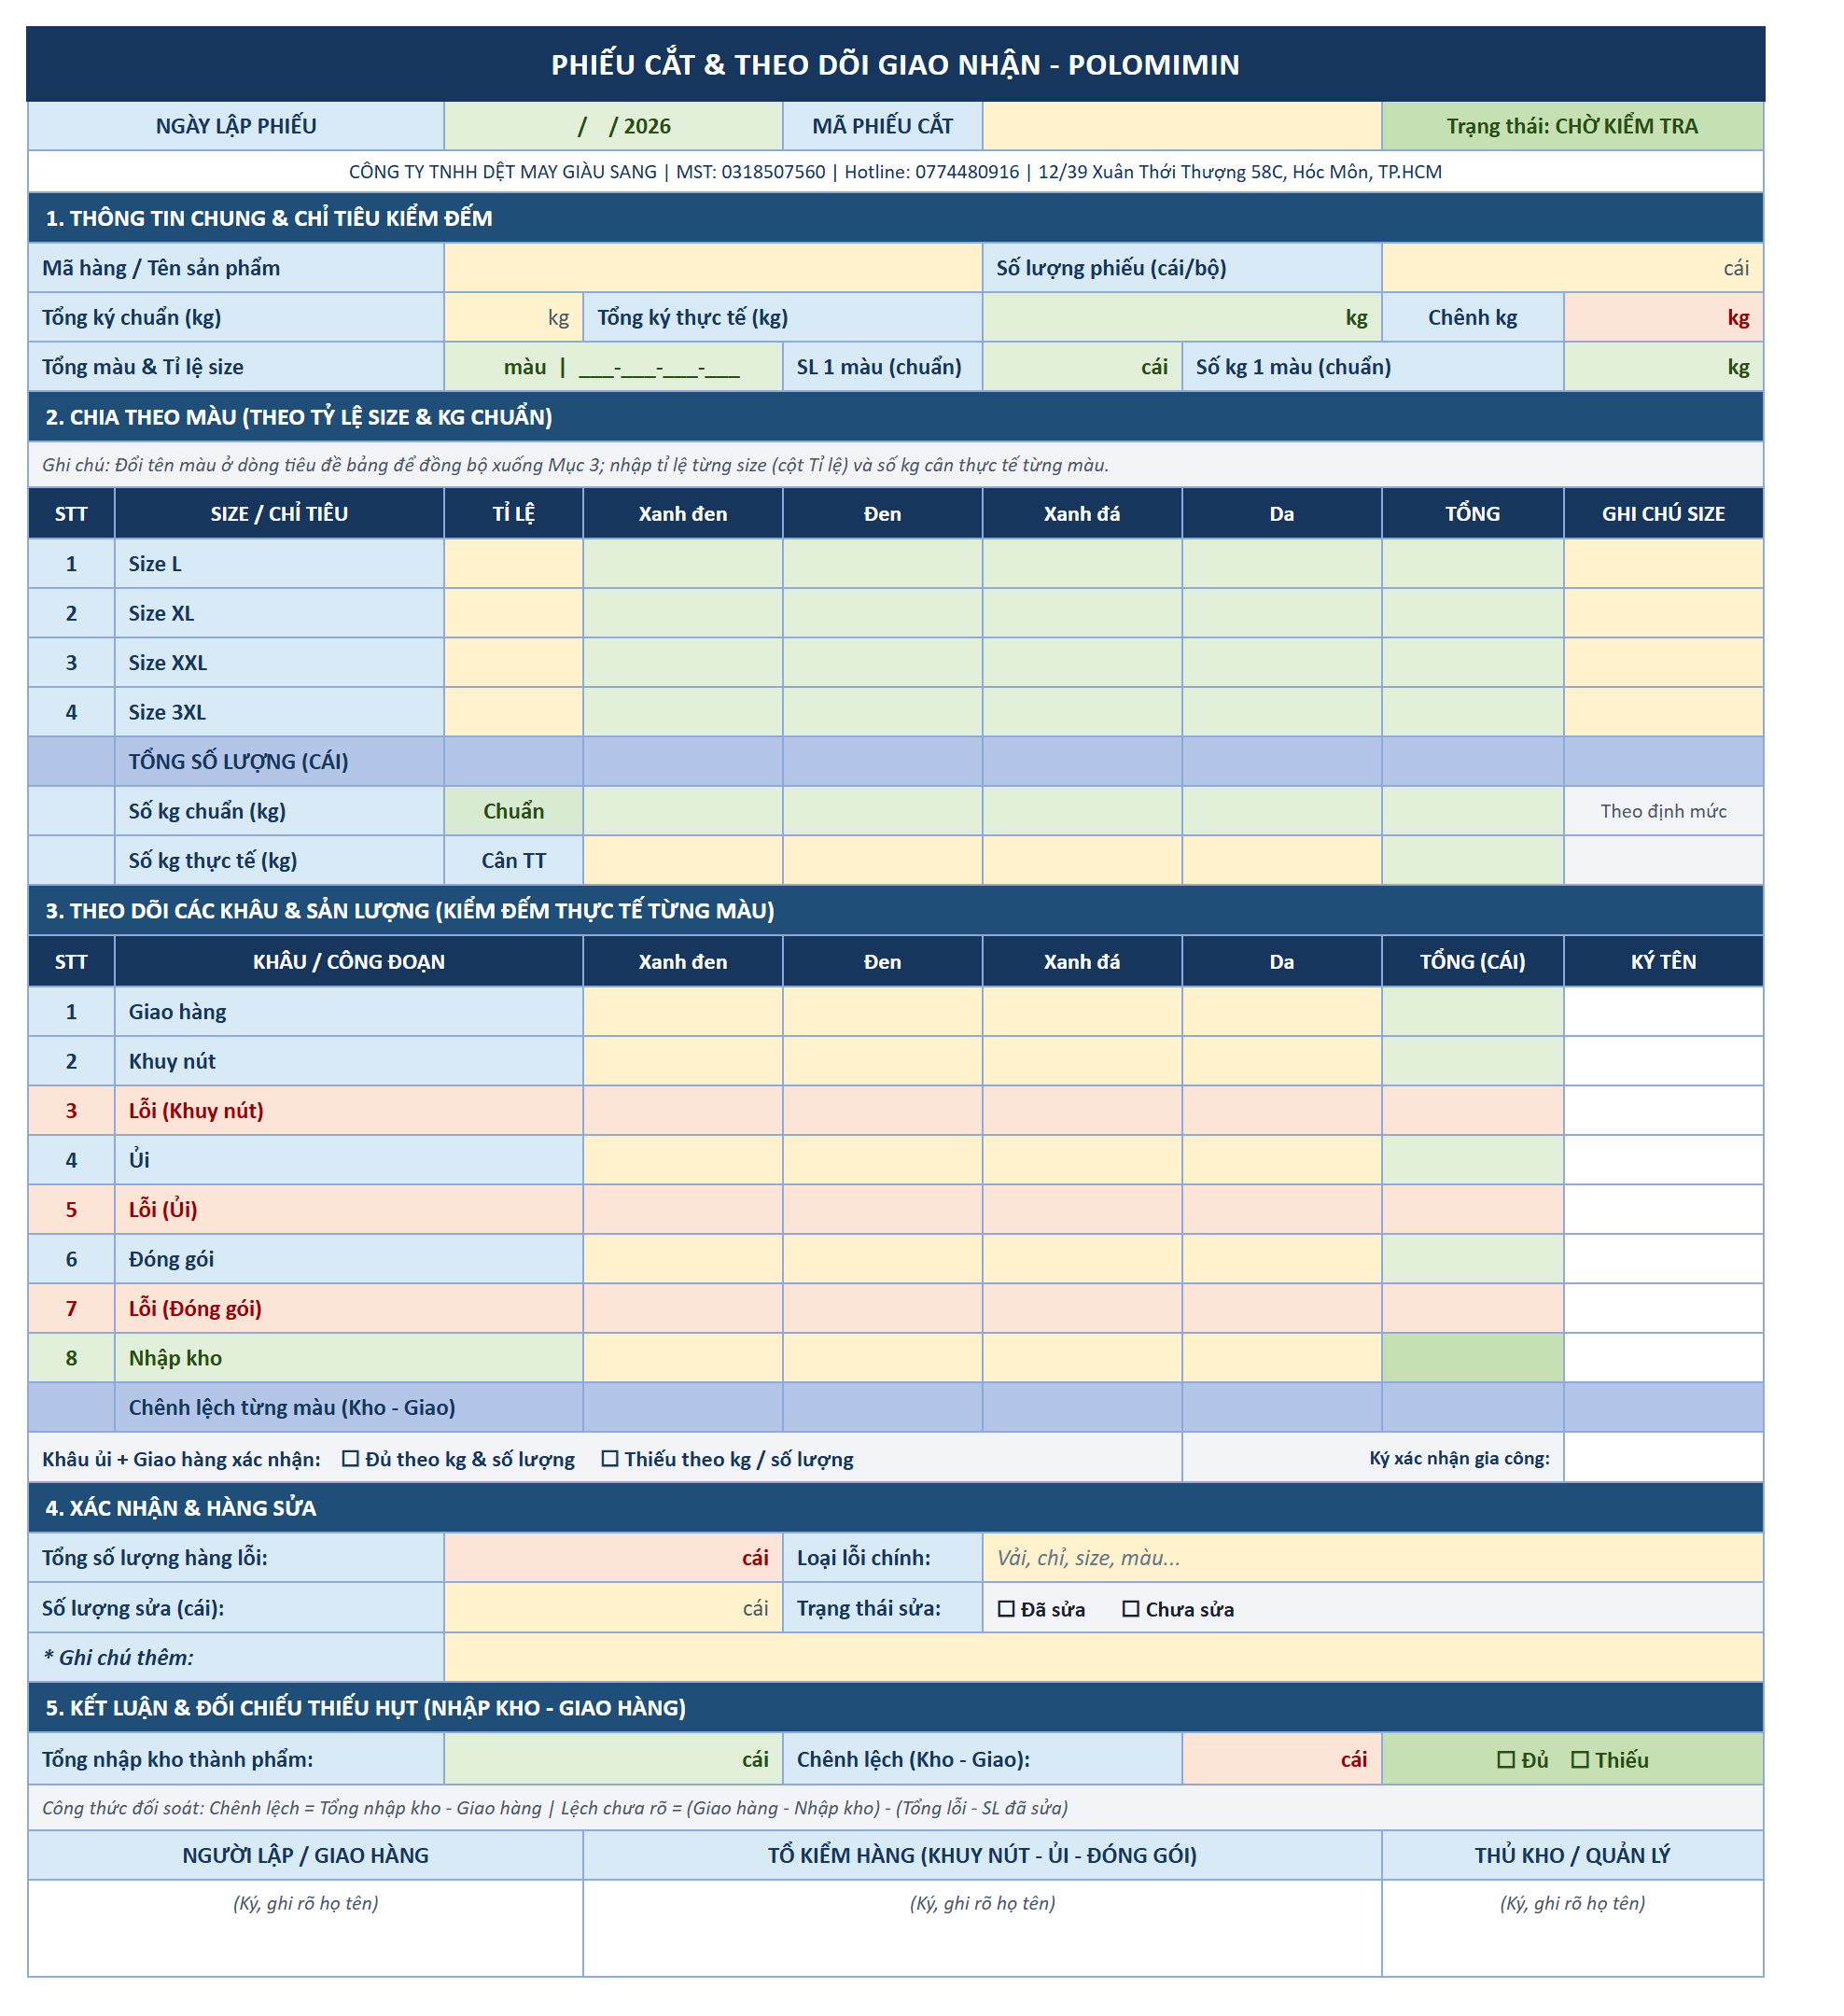 PHIẾU CẮT & THEO DÕI GIAO NHẬN - POLOMIMIN
NGÀY LẬP PHIẾU / / 2026 MÃ PHIẾU CẮT Trạng thái: CHỜ KIỂM TRA
CÔNG TY TNHH DỆT MAY GIÀU SANG | MST: 0318507560 | Hotline: 0774480916 | 12/39 Xuân Thới Thượng 58C, Hóc Môn, TP.HCM
1. THÔNG TIN CHUNG & CHỈ TIÊU KIỂM ĐẾM
Mã hàng / Tên sản phẩm Số lượng phiếu (cái/bộ) cái
Tổng ký chuẩn (kg) kg Tổng ký thực tế (kg) kg Chênh kg kg
Tổng màu & Tỉ lệ size màu | ___-___-___-___ SL 1 màu (chuẩn) cái Số kg 1 màu (chuẩn) kg
2. CHIA THEO MÀU (THEO TỶ LỆ SIZE & KG CHUẨN)
Ghi chú: Đổi tên màu ở dòng tiêu đề bảng để đồng bộ xuống Mục 3; nhập tỉ lệ từng size (cột Tỉ lệ) và số kg cân thực tế từng màu.
STT SIZE / CHỈ TIÊU TỈ LỆ Xanh đen Đen Xanh đá Da TỔNG GHI CHÚ SIZE
1 Size L
2 Size XL
3 Size XXL
4 Size 3XL
TỔNG SỐ LƯỢNG (CÁI)
Số kg chuẩn (kg) Chuẩn Theo định mức
Số kg thực tế (kg) Cân TT
3. THEO DÕI CÁC KHÂU & SẢN LƯỢNG (KIỂM ĐẾM THỰC TẾ TỪNG MÀU)
STT KHÂU / CÔNG ĐOẠN Xanh đen Đen Xanh đá Da TỔNG (CÁI) KÝ TÊN
1 Giao hàng
2 Khuy nút
3 Lỗi (Khuy nút)
4 Ủi
5 Lỗi (Ủi)
6 Đóng gói
7 Lỗi (Đóng gói)
8 Nhập kho
Chênh lệch từng màu (Kho - Giao)
Khâu ủi + Giao hàng xác nhận: ☐ Đủ theo kg & số lượng ☐ Thiếu theo kg / số lượng Ký xác nhận gia công:
4. XÁC NHẬN & HÀNG SỬA
Tổng số lượng hàng lỗi: cái Loại lỗi chính: Vải, chỉ, size, màu...
Số lượng sửa (cái): cái Trạng thái sửa: ☐ Đã sửa ☐ Chưa sửa
* Ghi chú thêm:
5. KẾT LUẬN & ĐỐI CHIẾU THIẾU HỤT (NHẬP KHO - GIAO HÀNG)
Tổng nhập kho thành phẩm: cái Chênh lệch (Kho - Giao): cái ☐ Đủ ☐ Thiếu
Công thức đối soát: Chênh lệch = Tổng nhập kho - Giao hàng | Lệch chưa rõ = (Giao hàng - Nhập kho) - (Tổng lỗi - SL đã sửa)
NGƯỜI LẬP / GIAO HÀNG TỔ KIỂM HÀNG (KHUY NÚT - ỦI - ĐÓNG GÓI) THỦ KHO / QUẢN LÝ
(Ký, ghi rõ họ tên) (Ký, ghi rõ họ tên) (Ký, ghi rõ họ tên)